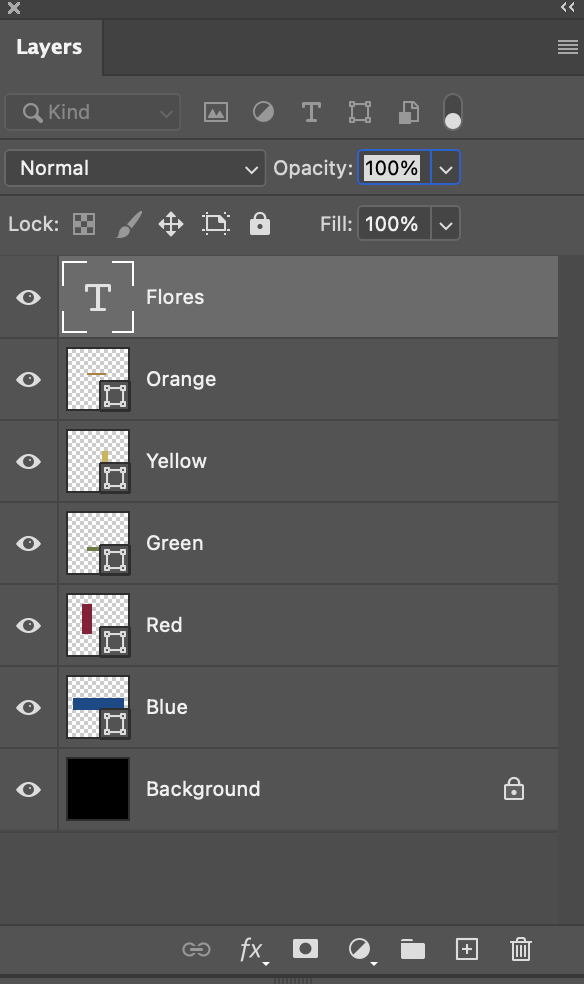 Layers
Kind
Normal Opacity: 100%
Lock: Fill: 100%
T Flores
Orange
Yellow
Green
Red
Blue
Background
fx